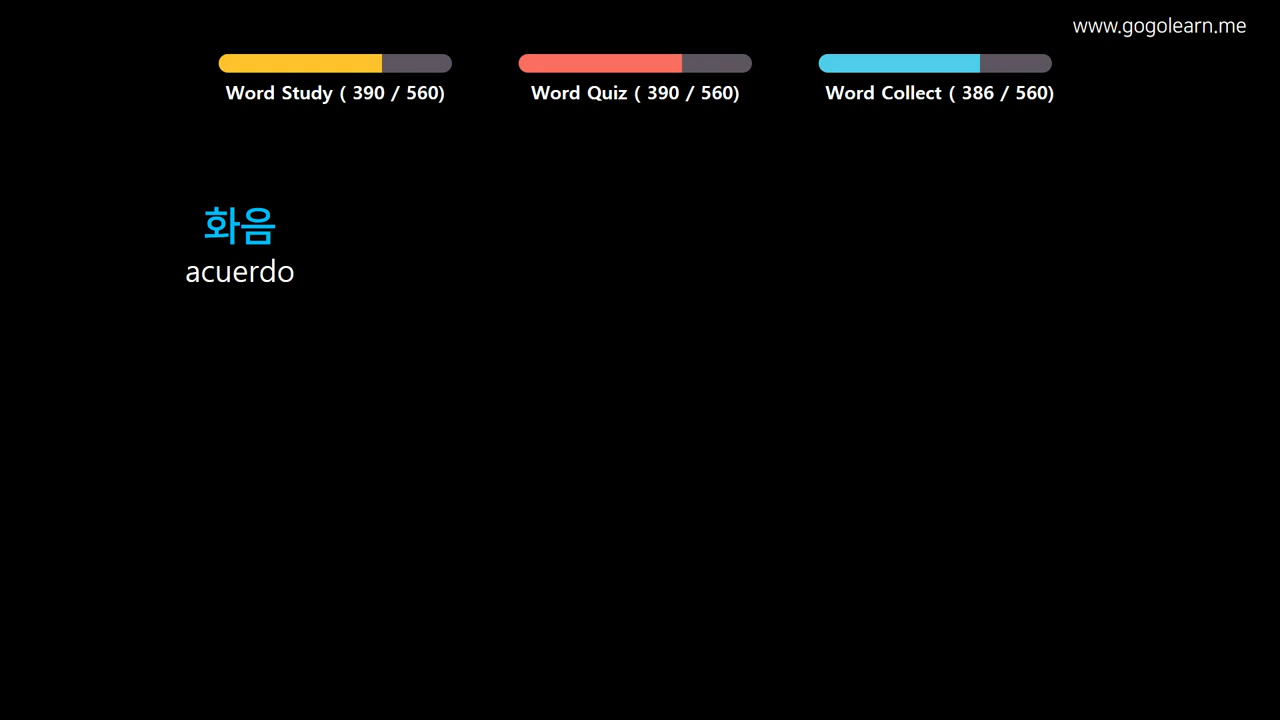 www.gogolearn.me
Word Study ( 390 / 560)
Word Quiz ( 390 / 560)
Word Collect ( 386 / 560)
화음
acuerdo